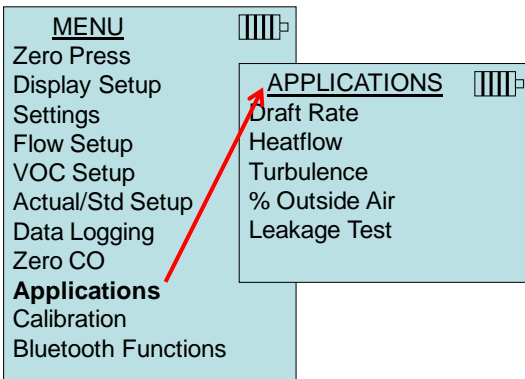 MENU
Zero Press
Display Setup
Settings
Flow Setup
VOC Setup
Actual/Std Setup
Data Logging
Zero CO
Applications
Calibration
Bluetooth Functions
APPLICATIONS
Draft Rate
Heatflow
Turbulence
% Outside Air
Leakage Test